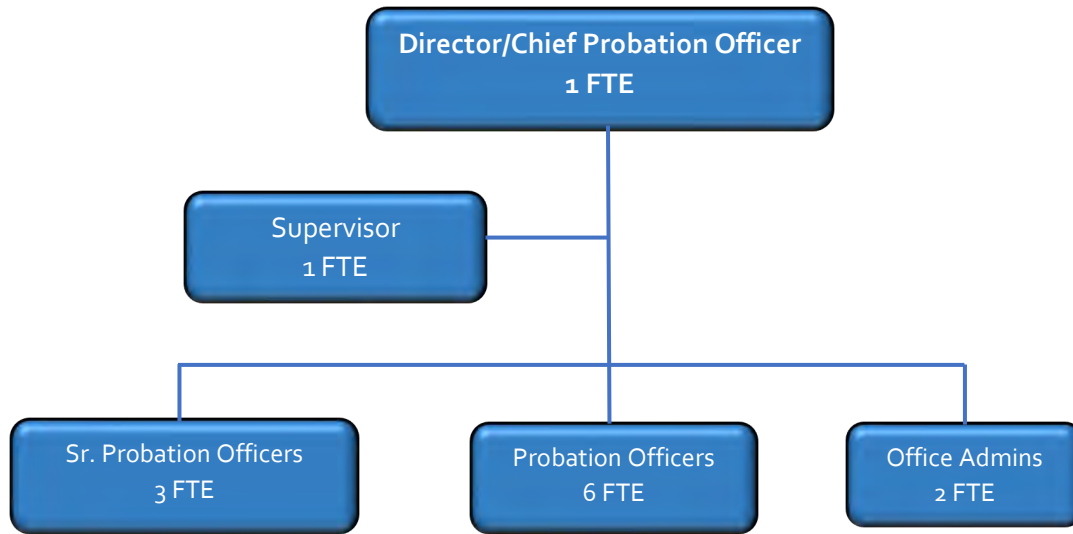 Director/Chief Probation Officer
1 FTE
Supervisor
1 FTE
Sr. Probation Officers
3 FTE
Probation Officers
6 FTE
Office Admins
2 FTE